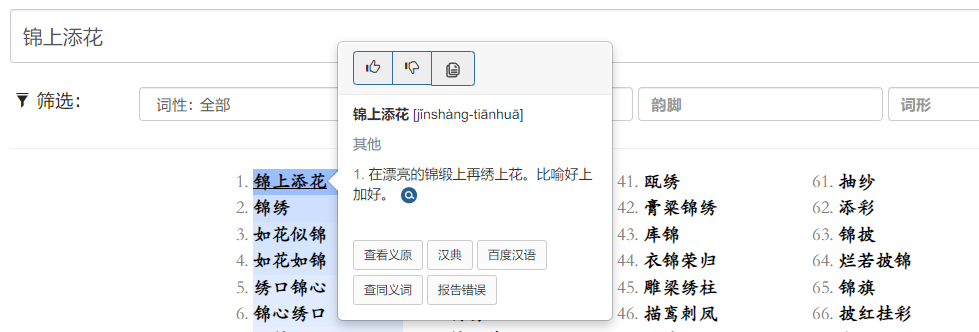 锦上添花
筛选：
词性：全部
韵脚
词形
锦上添花 [jǐnshàng-tiānhuā]
其他
1. 在漂亮的锦缎上再绣上花。比喻好上
加好。
查看义原
汉典
百度汉语
查同义词
报告错误
1. 锦上添花
2. 锦绣
3. 如花似锦
4. 如花如锦
5. 绣口锦心
6. 锦心绣口
41. 瓯绣
42. 膏粱锦绣
43. 库锦
44. 衣锦荣归
45. 雕梁绣柱
46. 描鸾刺凤
61. 抽纱
62. 添彩
63. 锦披
64. 烂若披锦
65. 锦旗
66. 披红挂彩